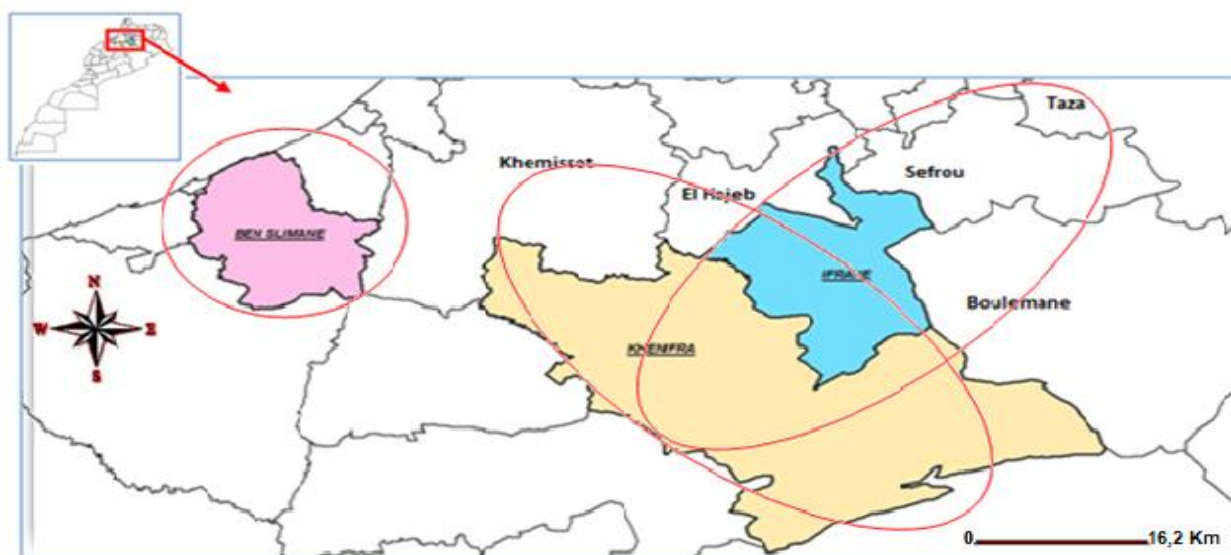 Taza
Khemisset
Sefrou
El Hajeb
BEN SLIMANE
IFRANE
N
Boulemane
W
E
KHENIFRA
S
0
16,2 Km